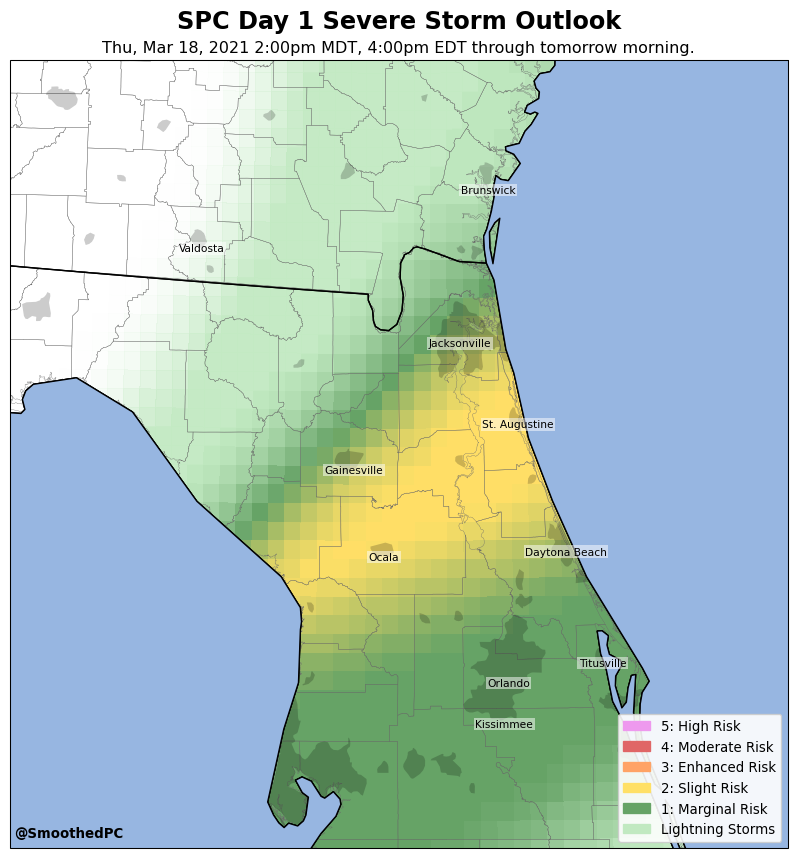 SPC Day 1 Severe Storm Outlook
Thu, Mar 18, 2021 2:00pm MDT, 4:00pm EDT through tomorrow morning.
Brunswick
Valdosta
Jacksonville
St. Augustine
Gainesville
Daytona Beach
Ocala
Titusville
Orlando
Kissimmee
5: High Risk
4: Moderate Risk
3: Enhanced Risk
2: Slight Risk
1: Marginal Risk
Lightning Storms
@SmoothedPC